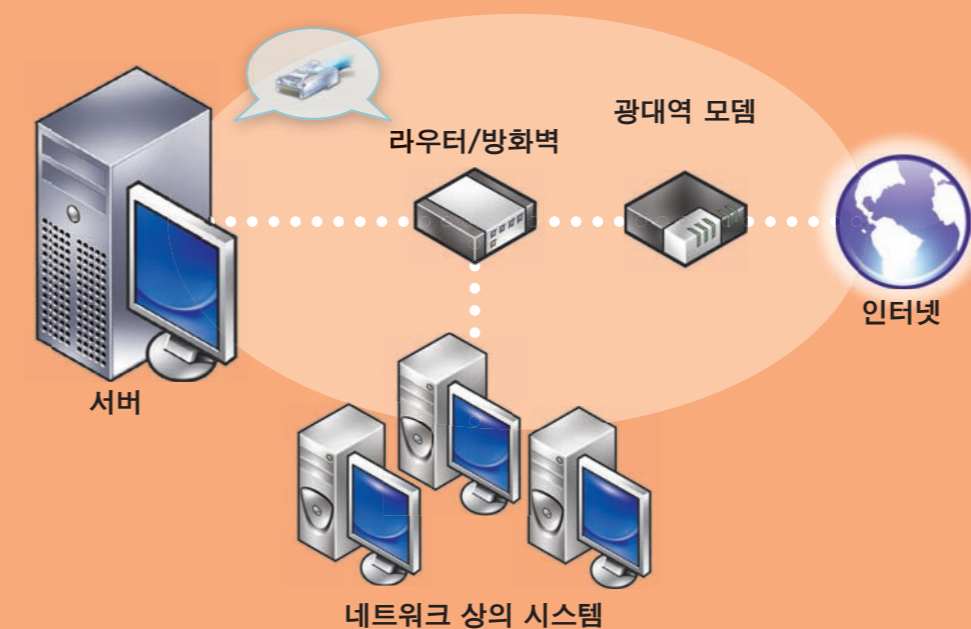 광대역 모뎀
라우터/방화벽
인터넷
서버
네트워크 상의 시스템